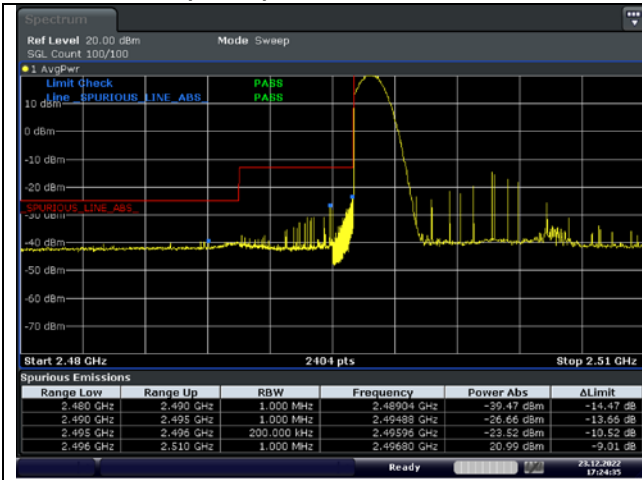 Spectrum
Ref Level 20.00 dBm Mode Sweep
SGL Count 100/100
1 AvgPwr
Limit Check PASS
Line _SPURIOUS_LINE_ABS_ PASS
10 dBm
0 dBm
-10 dBm
-20 dBm
_SPURIOUS_LINE_ABS_
-30 dBm
-40 dBm
-50 dBm
-60 dBm
-70 dBm
Start 2.48 GHz 2404 pts Stop 2.51 GHz
Spurious Emissions
Range Low Range Up RBW Frequency Power Abs ΔLimit
2.480 GHz 2.490 GHz 1.000 MHz 2.48904 GHz -39.47 dBm -14.47 dB
2.490 GHz 2.495 GHz 1.000 MHz 2.49488 GHz -26.66 dBm -13.66 dB
2.495 GHz 2.496 GHz 200.000 kHz 2.49596 GHz -23.52 dBm -10.52 dB
2.496 GHz 2.510 GHz 1.000 MHz 2.49680 GHz 20.99 dBm -9.01 dB
Ready 23.12.2022
17:24:35